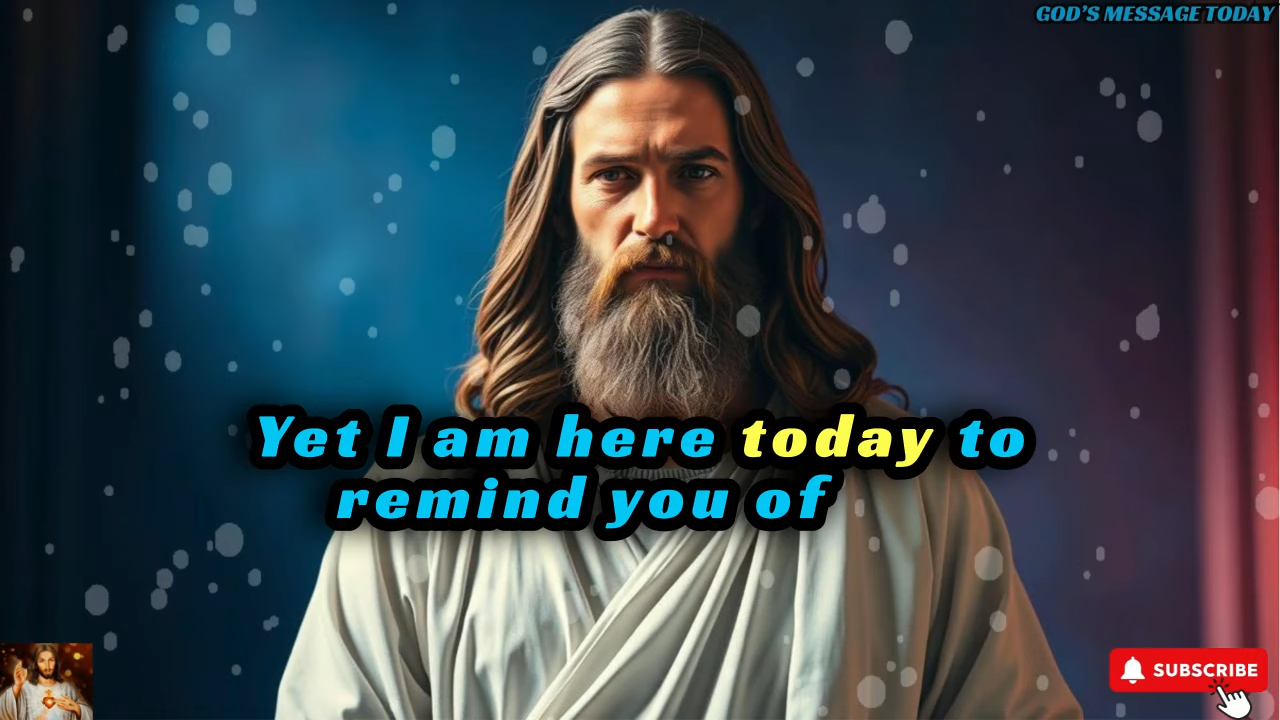 GOD'S MESSAGE TODAY
Yet I am here today to
remind you of
SUBSCRIBE